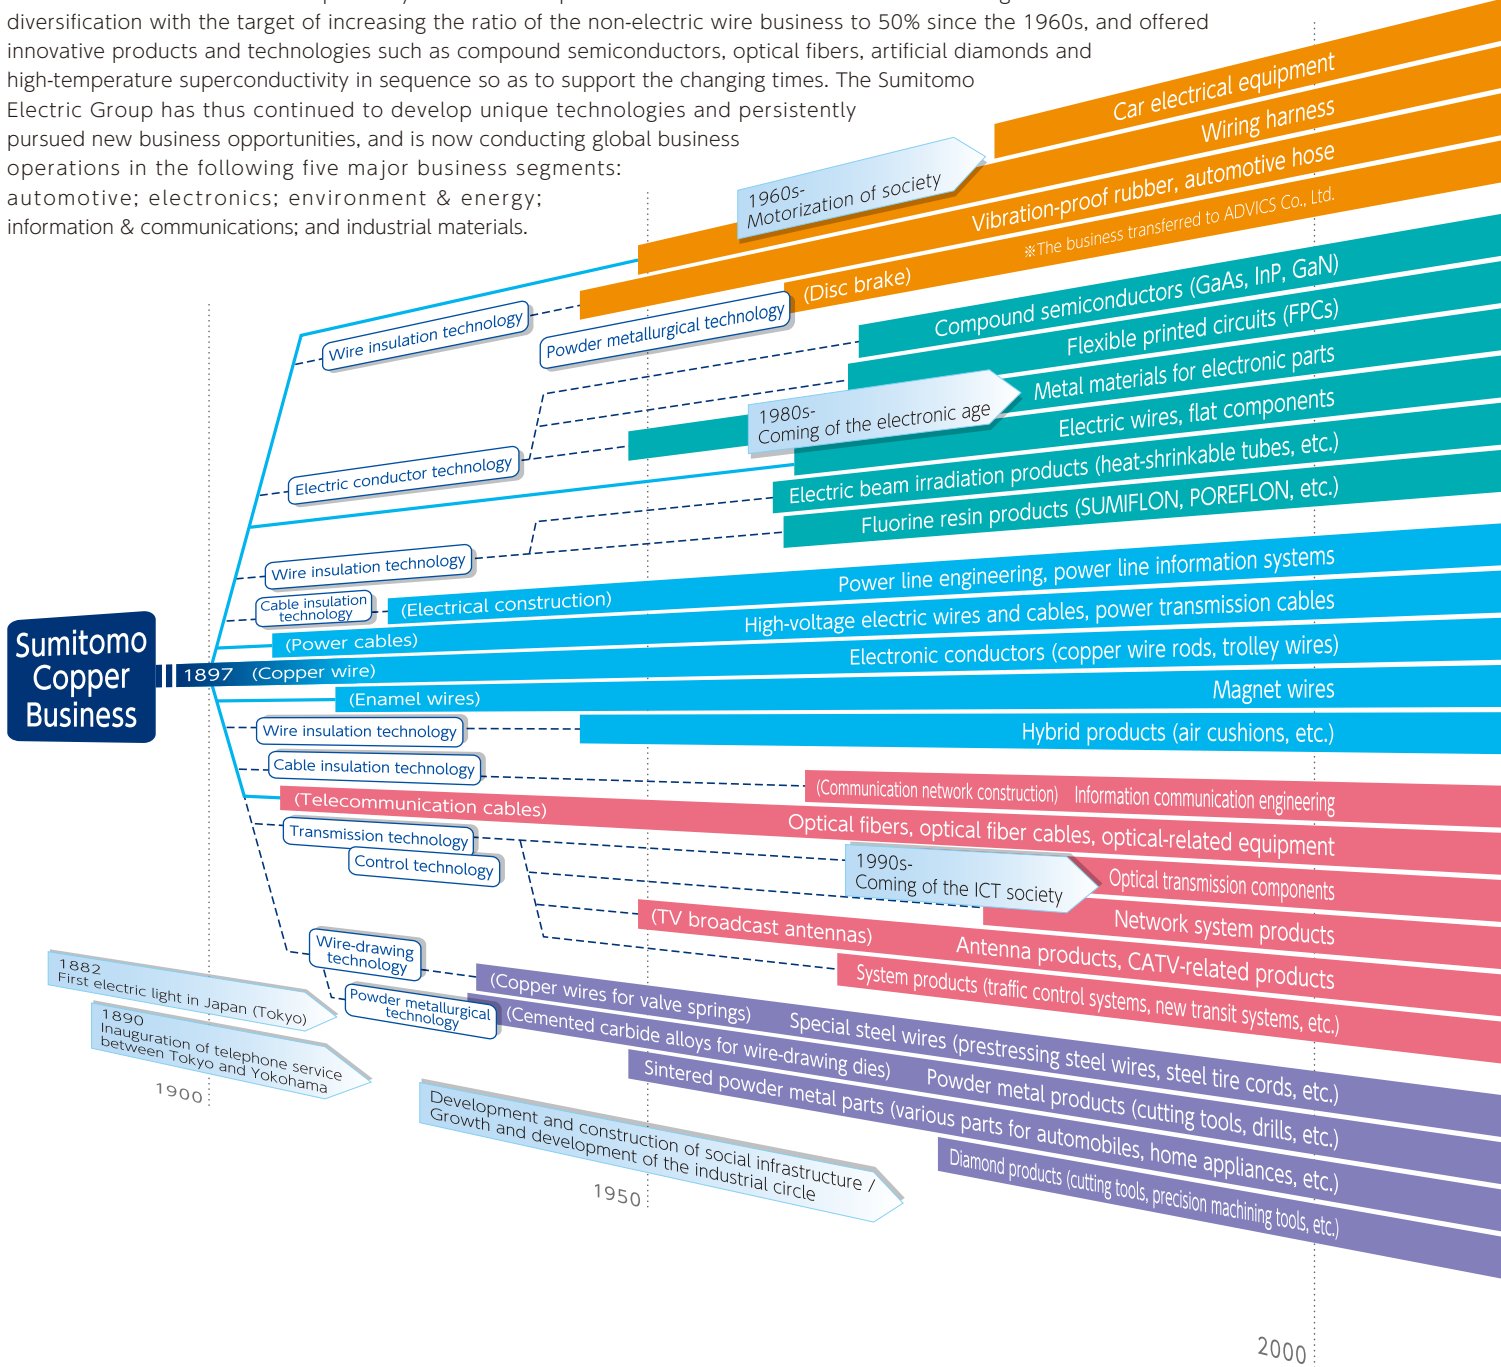 diversification with the target of increasing the ratio of the non-electric wire business to 50% since the 1960s, and offered
innovative products and technologies such as compound semiconductors, optical fibers, artificial diamonds and
high-temperature superconductivity in sequence so as to support the changing times. The Sumitomo
Electric Group has thus continued to develop unique technologies and persistently
pursued new business opportunities, and is now conducting global business
operations in the following five major business segments:
automotive; electronics; environment & energy;
information & communications; and industrial materials.
Car electrical equipment
Wiring harness
1960s-
Motorization of society
Vibration-proof rubber, automotive hose
※The business transferred to ADVICS Co., Ltd.
(Disc brake)
Wire insulation technology
Powder metallurgical technology
Compound semiconductors (GaAs, InP, GaN)
Flexible printed circuits (FPCs)
Metal materials for electronic parts
1980s-
Coming of the electronic age
Electric wires, flat components
Electric conductor technology
Electric beam irradiation products (heat-shrinkable tubes, etc.)
Fluorine resin products (SUMIFLON, POREFLON, etc.)
Wire insulation technology
Cable insulation
technology
(Electrical construction)
Power line engineering, power line information systems
(Power cables)
High-voltage electric wires and cables, power transmission cables
Sumitomo
Copper
Business
1897 (Copper wire)
Electronic conductors (copper wire rods, trolley wires)
(Enamel wires)
Magnet wires
Wire insulation technology
Hybrid products (air cushions, etc.)
Cable insulation technology
(Communication network construction) Information communication engineering
(Telecommunication cables)
Optical fibers, optical fiber cables, optical-related equipment
Transmission technology
Control technology
1990s-
Coming of the ICT society
Optical transmission components
Network system products
(TV broadcast antennas)
Antenna products, CATV-related products
System products (traffic control systems, new transit systems, etc.)
Wire-drawing
technology
Powder metallurgical
technology
(Copper wires for valve springs) Special steel wires (prestressing steel wires, steel tire cords, etc.)
(Cemented carbide alloys for wire-drawing dies) Powder metal products (cutting tools, drills, etc.)
Sintered powder metal parts (various parts for automobiles, home appliances, etc.)
Diamond products (cutting tools, precision machining tools, etc.)
1882
First electric light in Japan (Tokyo)
1890
Inauguration of telephone service
between Tokyo and Yokohama
1900
Development and construction of social infrastructure /
Growth and development of the industrial circle
1950
2000